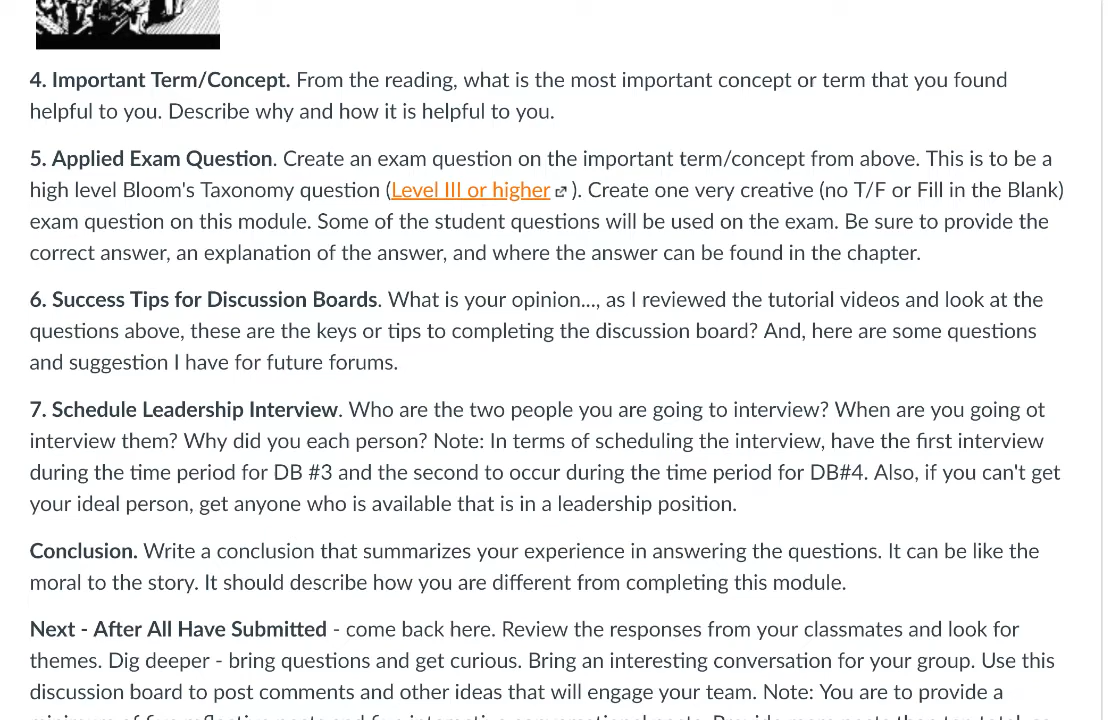 4. Important Term/Concept. From the reading, what is the most important concept or term that you found
helpful to you. Describe why and how it is helpful to you.
5. Applied Exam Question. Create an exam question on the important term/concept from above. This is to be a
high level Bloom's Taxonomy question (Level III or higher). Create one very creative (no T/F or Fill in the Blank)
exam question on this module. Some of the student questions will be used on the exam. Be sure to provide the
correct answer, an explanation of the answer, and where the answer can be found in the chapter.
6. Success Tips for Discussion Boards. What is your opinion..., as I reviewed the tutorial videos and look at the
questions above, these are the keys or tips to completing the discussion board? And, here are some questions
and suggestion I have for future forums.
7. Schedule Leadership Interview. Who are the two people you are going to interview? When are you going ot
interview them? Why did you each person? Note: In terms of scheduling the interview, have the first interview
during the time period for DB #3 and the second to occur during the time period for DB#4. Also, if you can't get
your ideal person, get anyone who is available that is in a leadership position.
Conclusion. Write a conclusion that summarizes your experience in answering the questions. It can be like the
moral to the story. It should describe how you are different from completing this module.
Next - After All Have Submitted - come back here. Review the responses from your classmates and look for
themes. Dig deeper - bring questions and get curious. Bring an interesting conversation for your group. Use this
discussion board to post comments and other ideas that will engage your team. Note: You are to provide a